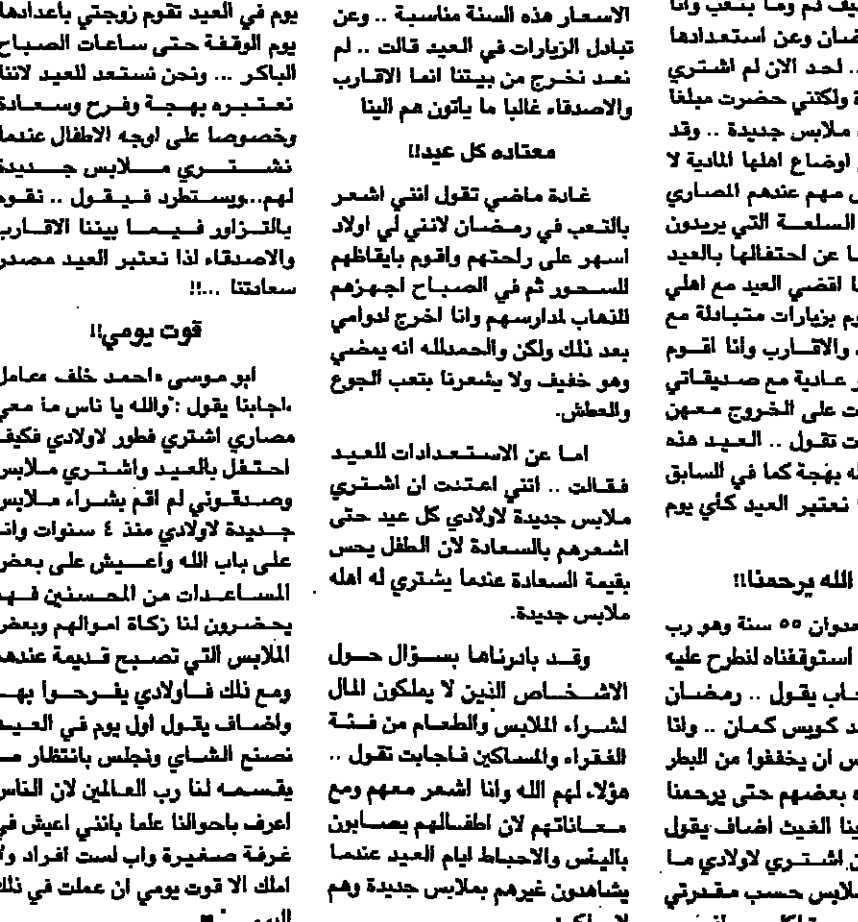 يف لم وما بتعب وانا
ضان وعن استعدادها
.. لحد الان لم اشتري
ة ولكنني حضرت مبلغا
ملابس جديدة .. وقد
اوضاع اهلها المادية لا
س مهم عندهم المصاري
السلعة التي يريدون
ا عن احتفالها بالعيد
ا اقضي العيد مع اهلي
وم بزيارات متبادلة مع
والاقارب وانا اقوم
ر عادية مع صديقاتي
ت على الخروج معهن
ت تقول .. العيد هذه
له بهجة كما في السابق
نعتبر العيد كأي يوم
الله يرحمنا!!
عدوان ٥٥ سنة وهو رب
استوقفناه لنطرح عليه
جاب يقول .. رمضان
د كويس كمان .. وانا
س ان يخففوا من البطر
ه بعضهم حتى يرحمنا
ينا الغيث اضاف يقول
ن اشتري لاولادي ما
ملابس حسب مقدرتي
الاسعار هذه السنة مناسبة .. وعن
تبادل الزيارات في العيد قالت .. لم
نعد نخرج من بيتنا انما الاقارب
والاصدقاء غالبا ما يأتون هم الينا
معتاده كل عيد!!
غادة ماضي تقول انني اشعر
بالتعب في رمضان لانني لي اولاد
اسهر على راحتهم واقوم بايقاظهم
للسحور ثم في الصباح اجهزهم
للذهاب لمدارسهم وانا اخرج لدوامي
بعد ذلك ولكن والحمدلله انه يمضي
وهو خفيف ولا يشعرنا بتعب الجوع
والعطش.
اما عن الاستعدادات للعيد
فقالت .. انني اعتدت ان اشتري
ملابس جديدة لاولادي كل عيد حتى
اشعرهم بالسعادة لان الطفل يحس
بقيمة السعادة عندما يشتري له اهله
ملابس جديدة.
وقد بادرناها بسؤال حول
الاشخاص الذين لا يملكون المال
لشراء الملابس والطعام من فئة
الفقراء والمساكين فاجابت تقول ..
هؤلاء لهم الله وانا اشعر معهم ومع
معاناتهم لان اطفالهم يصابون
باليأس والاحباط ايام العيد عندما
يشاهدون غيرهم بملابس جديدة وهم
يوم في العيد تقوم زوجتي باعدادها
يوم الوقفة حتى ساعات الصباح
الباكر ... ونحن نستعد للعيد لاننا
نعتبره بهجة وفرح وسعادة
وخصوصا على اوجه الاطفال عندما
نشتري ملابس جديدة
لهم...ويستطرد فيقول .. نقوم
بالتزاور فيما بيننا الاقارب
والاصدقاء لذا نعتبر العيد مصدر
سعادتنا ...!!
قوت يومي!!
ابو موسى «احمد خلف» عامل
اجابنا يقول : والله يا ناس ما معي
مصاري اشتري فطور لاولادي فكيف
احتفل بالعيد واشتري ملابس
وصدقوني لم اقم بشراء ملابس
جديدة لاولادي منذ ٤ سنوات وانا
على باب الله واعيش على بعض
المساعدات من المحسنين فهم
يحضرون لنا زكاة اموالهم وبعض
الملابس التي تصبح قديمة عندهم
ومع ذلك فاولادي يفرحوا بها
واضاف يقول اول يوم في العيد
نصنع الشاي ونجلس بانتظار ما
يقسمه لنا رب العالمين لان الناس
اعرف باحوالنا علما بانني اعيش في
غرفة صغيرة واب لست افراد ولا
املك الا قوت يومي ان عملت في ذلك
اليوم.